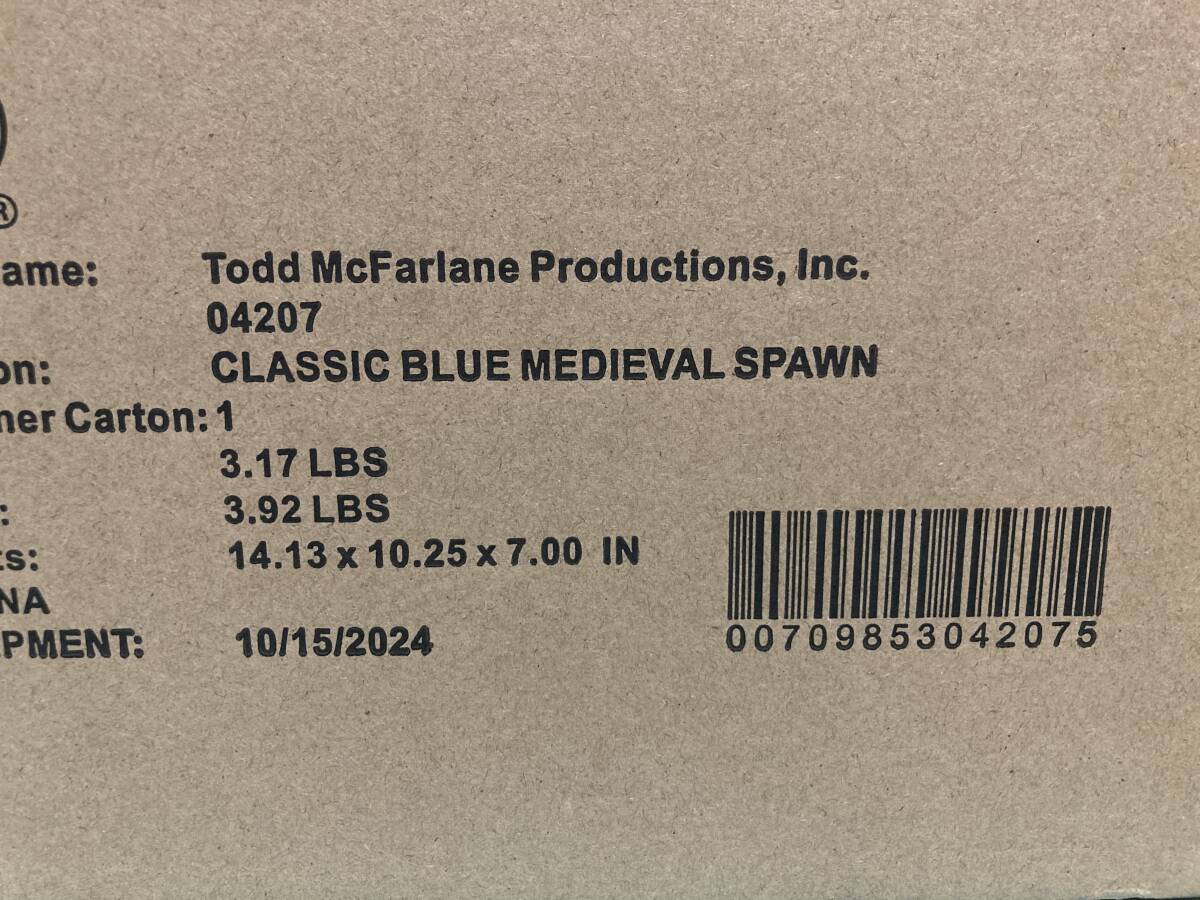 ®
ame: Todd McFarlane Productions, Inc.
04207
on: CLASSIC BLUE MEDIEVAL SPAWN
ner Carton: 1
3.17 LBS
: 3.92 LBS
ts: 14.13 x 10.25 x 7.00 IN
NA
PMENT: 10/15/2024
00709853042075